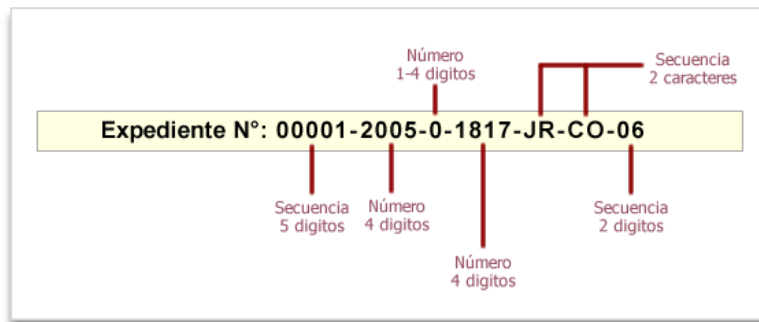 Número
1-4 digitos
Secuencia
2 caracteres
Expediente N°: 00001-2005-0-1817-JR-CO-06
Secuencia
5 digitos
Número
4 digitos
Secuencia
2 digitos
Número
4 digitos